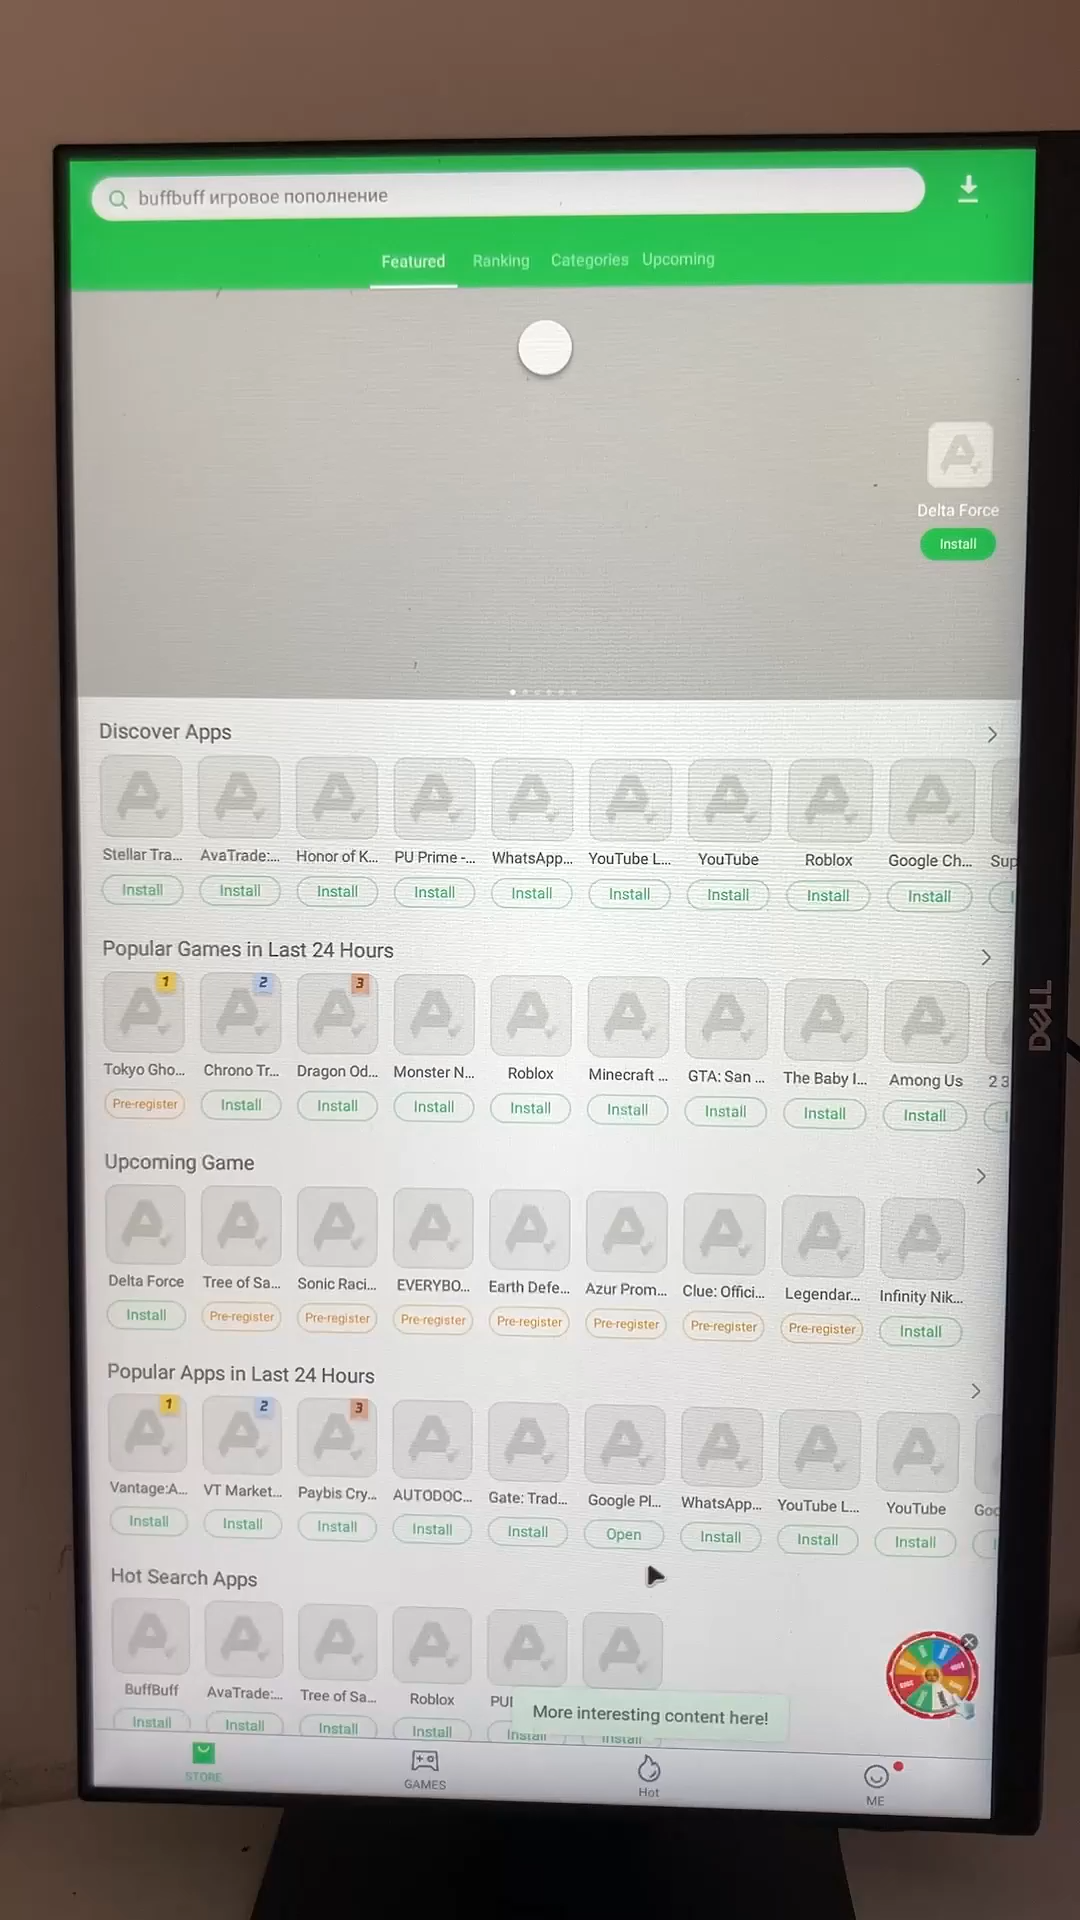 buffbuff игровое пополнение
Featured Ranking Categories Upcoming
Delta Force
Install
Discover Apps
Stellar Tra... AvaTrade:... Honor of K... PU Prime -... WhatsApp... YouTube L... YouTube Roblox Google Ch... Sup
Install Install Install Install Install Install Install Install Install
Popular Games in Last 24 Hours
1 2 3
Tokyo Gho... Chrono Tr... Dragon Od... Monster N... Roblox Minecraft ... GTA: San ... The Baby I... Among Us 2 3
Pre-register Install Install Install Install Install Install Install Install
Upcoming Game
Delta Force Tree of Sa... Sonic Raci... EVERYBO... Earth Defe... Azur Prom... Clue: Offici... Legendar... Infinity Nik...
Install Pre-register Pre-register Pre-register Pre-register Pre-register Pre-register Pre-register Install
Popular Apps in Last 24 Hours
1 2 3
Vantage:A... VT Market... Paybis Cry... AUTODOC... Gate: Trad... Google Pl... WhatsApp... YouTube L... YouTube Goo
Install Install Install Install Install Open Install Install Install
Hot Search Apps
BuffBuff AvaTrade:... Tree of Sa... Roblox PU
More interesting content here!
Install Install Install Install Install Install
STORE GAMES Hot ME
DELL